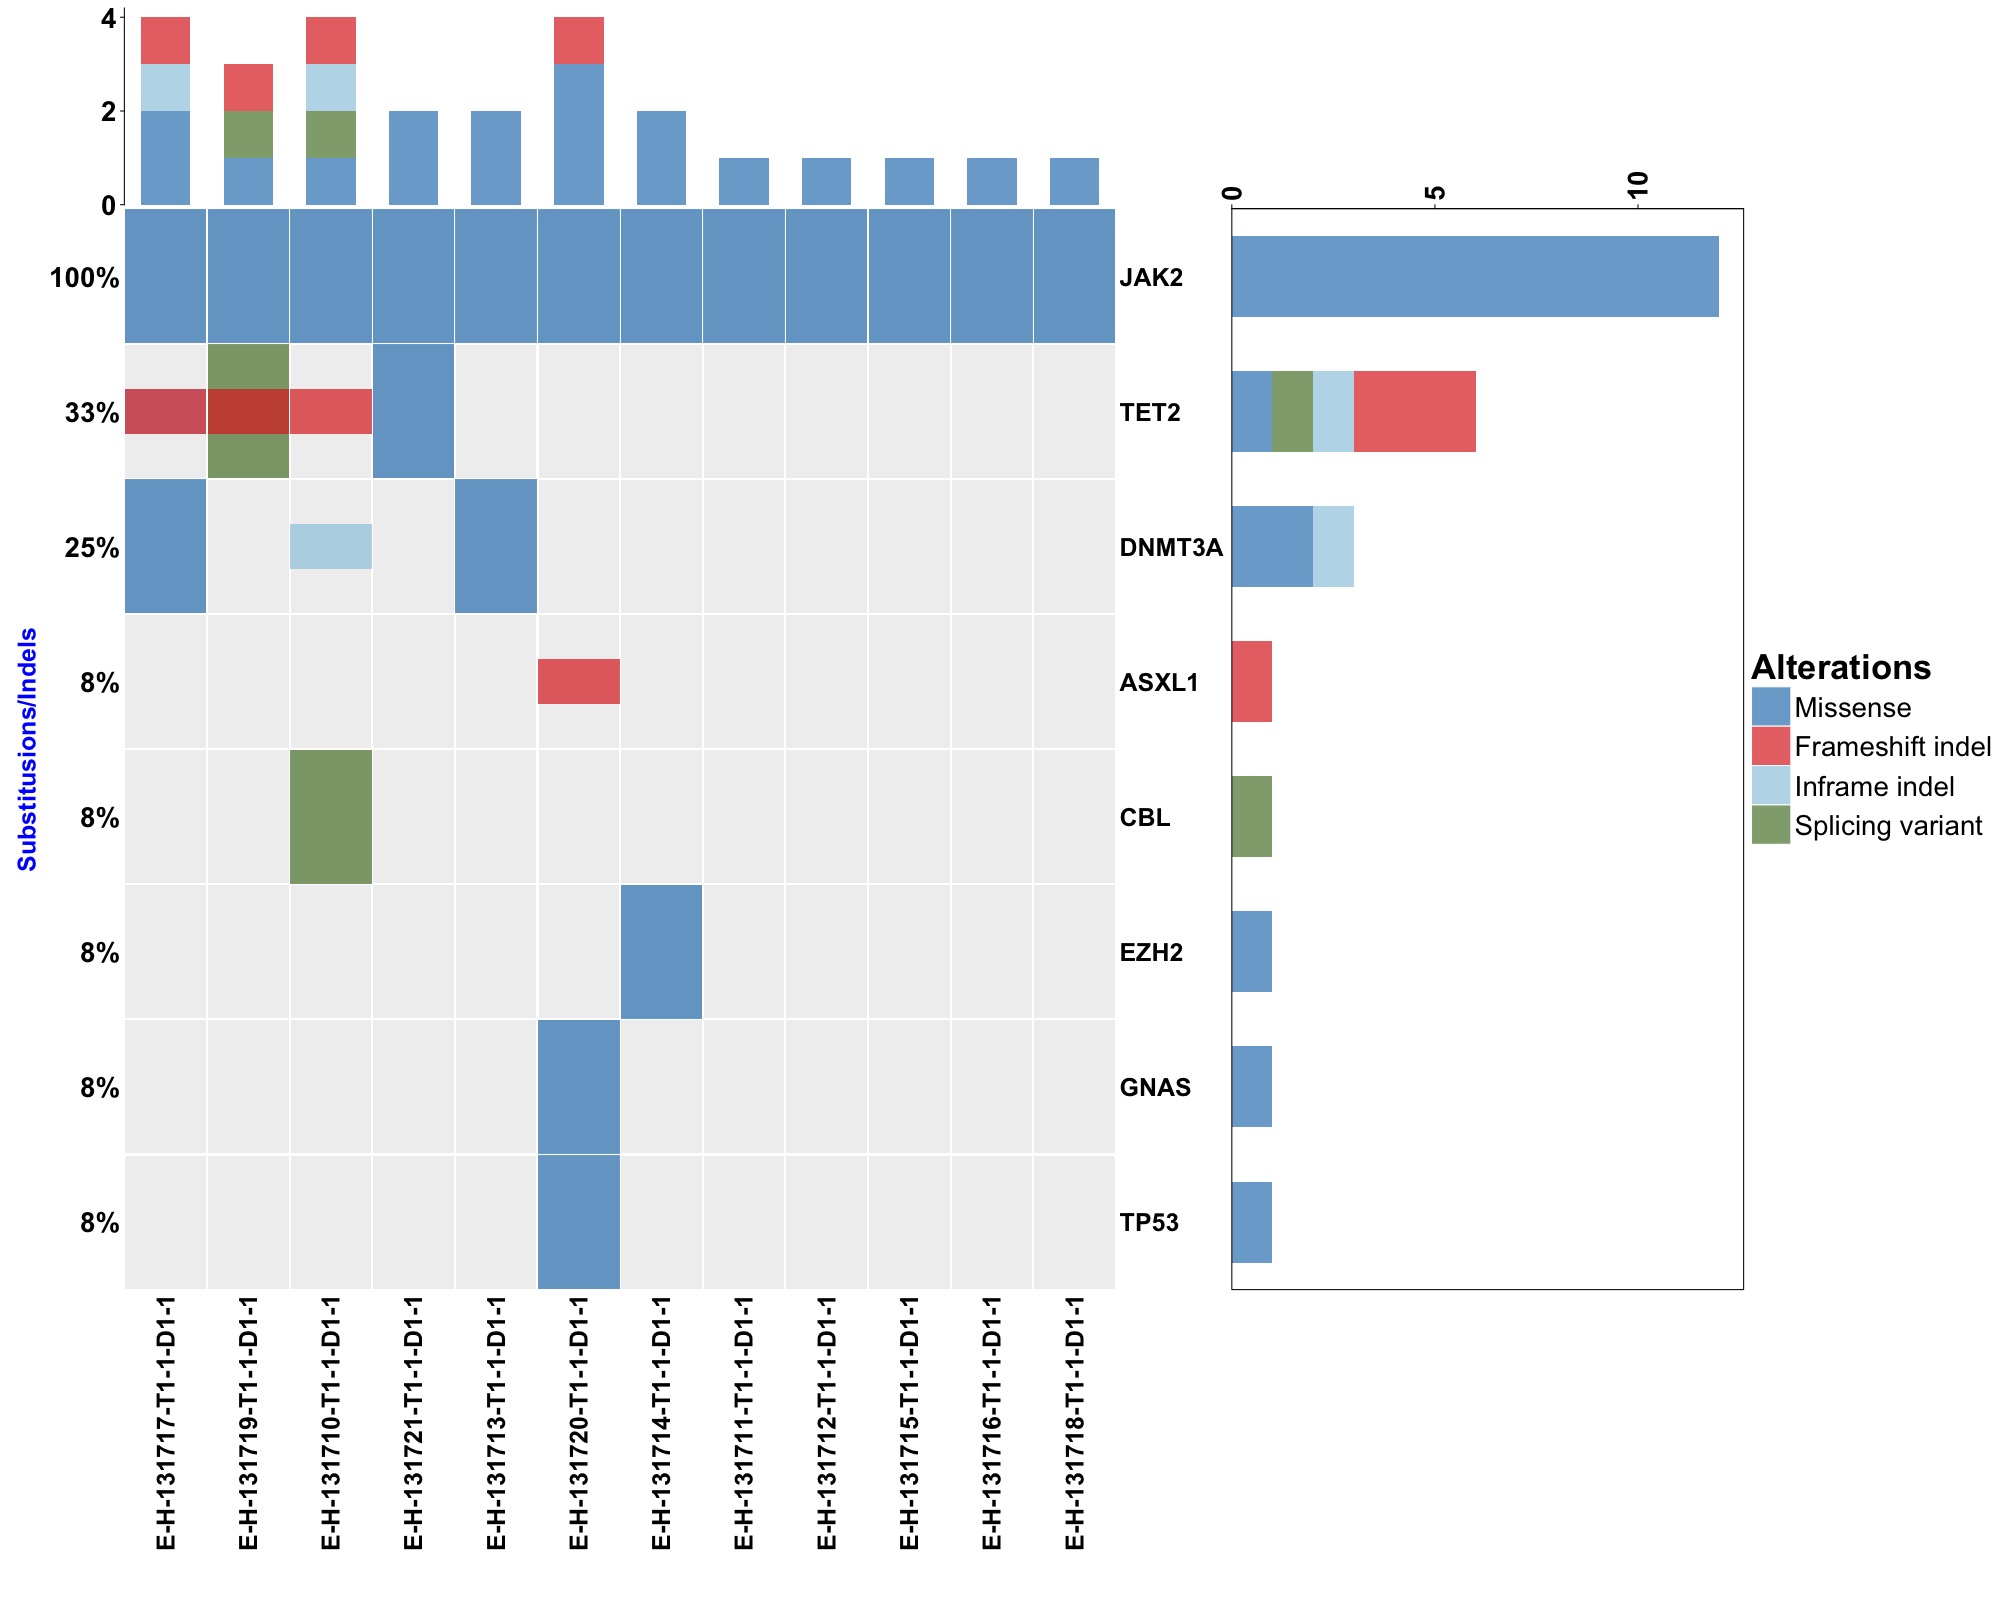 4
2
0
0
5
10
100%
JAK2
33%
TET2
25%
DNMT3A
8%
ASXL1
8%
CBL
8%
EZH2
8%
GNAS
8%
TP53
Substitusions/Indels
Alterations
Missense
Frameshift indel
Inframe indel
Splicing variant
E-H-131717-T1-1-D1-1
E-H-131719-T1-1-D1-1
E-H-131710-T1-1-D1-1
E-H-131721-T1-1-D1-1
E-H-131713-T1-1-D1-1
E-H-131720-T1-1-D1-1
E-H-131714-T1-1-D1-1
E-H-131711-T1-1-D1-1
E-H-131712-T1-1-D1-1
E-H-131715-T1-1-D1-1
E-H-131716-T1-1-D1-1
E-H-131718-T1-1-D1-1